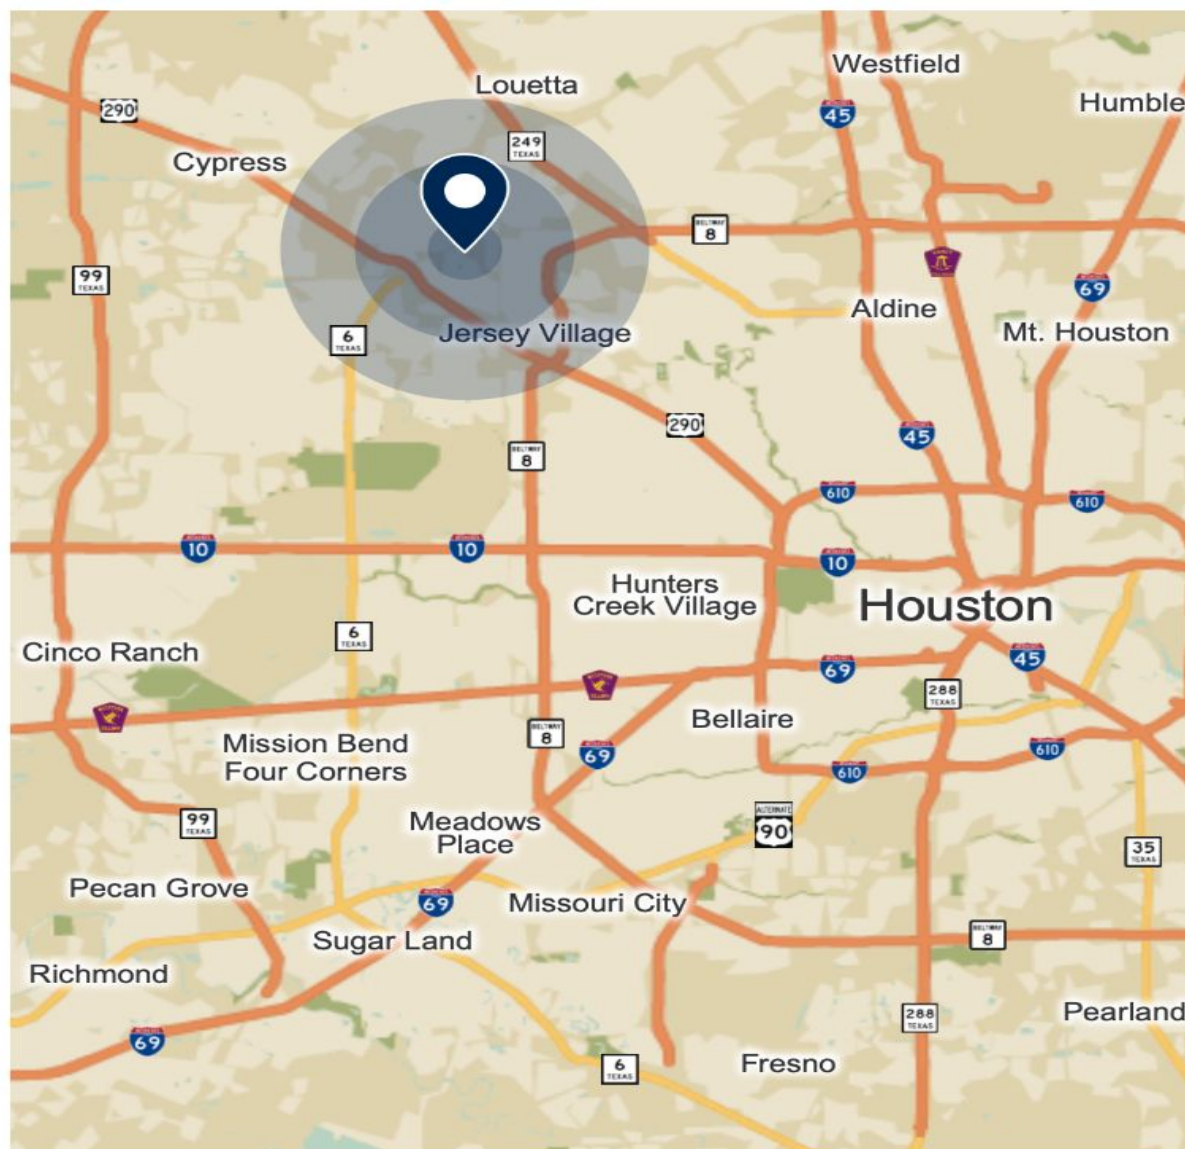 Westfield
Louetta
Humble
290
45
249
TEXAS
Cypress
BELTWAY
8
99
TEXAS
69
Aldine
6
TEXAS
Jersey Village
Mt. Houston
290
45
BELTWAY
8
610
610
10
10
10
Hunters
Creek Village
Houston
6
TEXAS
Cinco Ranch
45
69
288
TEXAS
Bellaire
BELTWAY
8
Mission Bend
Four Corners
69
610
610
99
TEXAS
Meadows
Place
ALTERNATE
90
35
TEXAS
Pecan Grove
69
Missouri City
Sugar Land
BELTWAY
8
Richmond
288
TEXAS
Pearland
69
6
TEXAS
Fresno